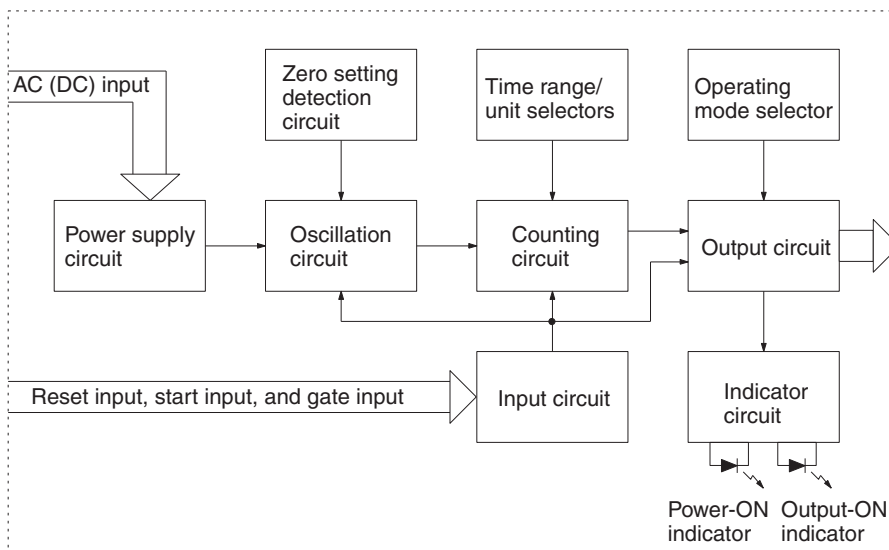 AC (DC) input
Zero setting
detection
circuit
Time range/
unit selectors
Operating
mode selector
Power supply
circuit
Oscillation
circuit
Counting
circuit
Output circuit
Reset input, start input, and gate input
Input circuit
Indicator
circuit
Power-ON
indicator
Output-ON
indicator